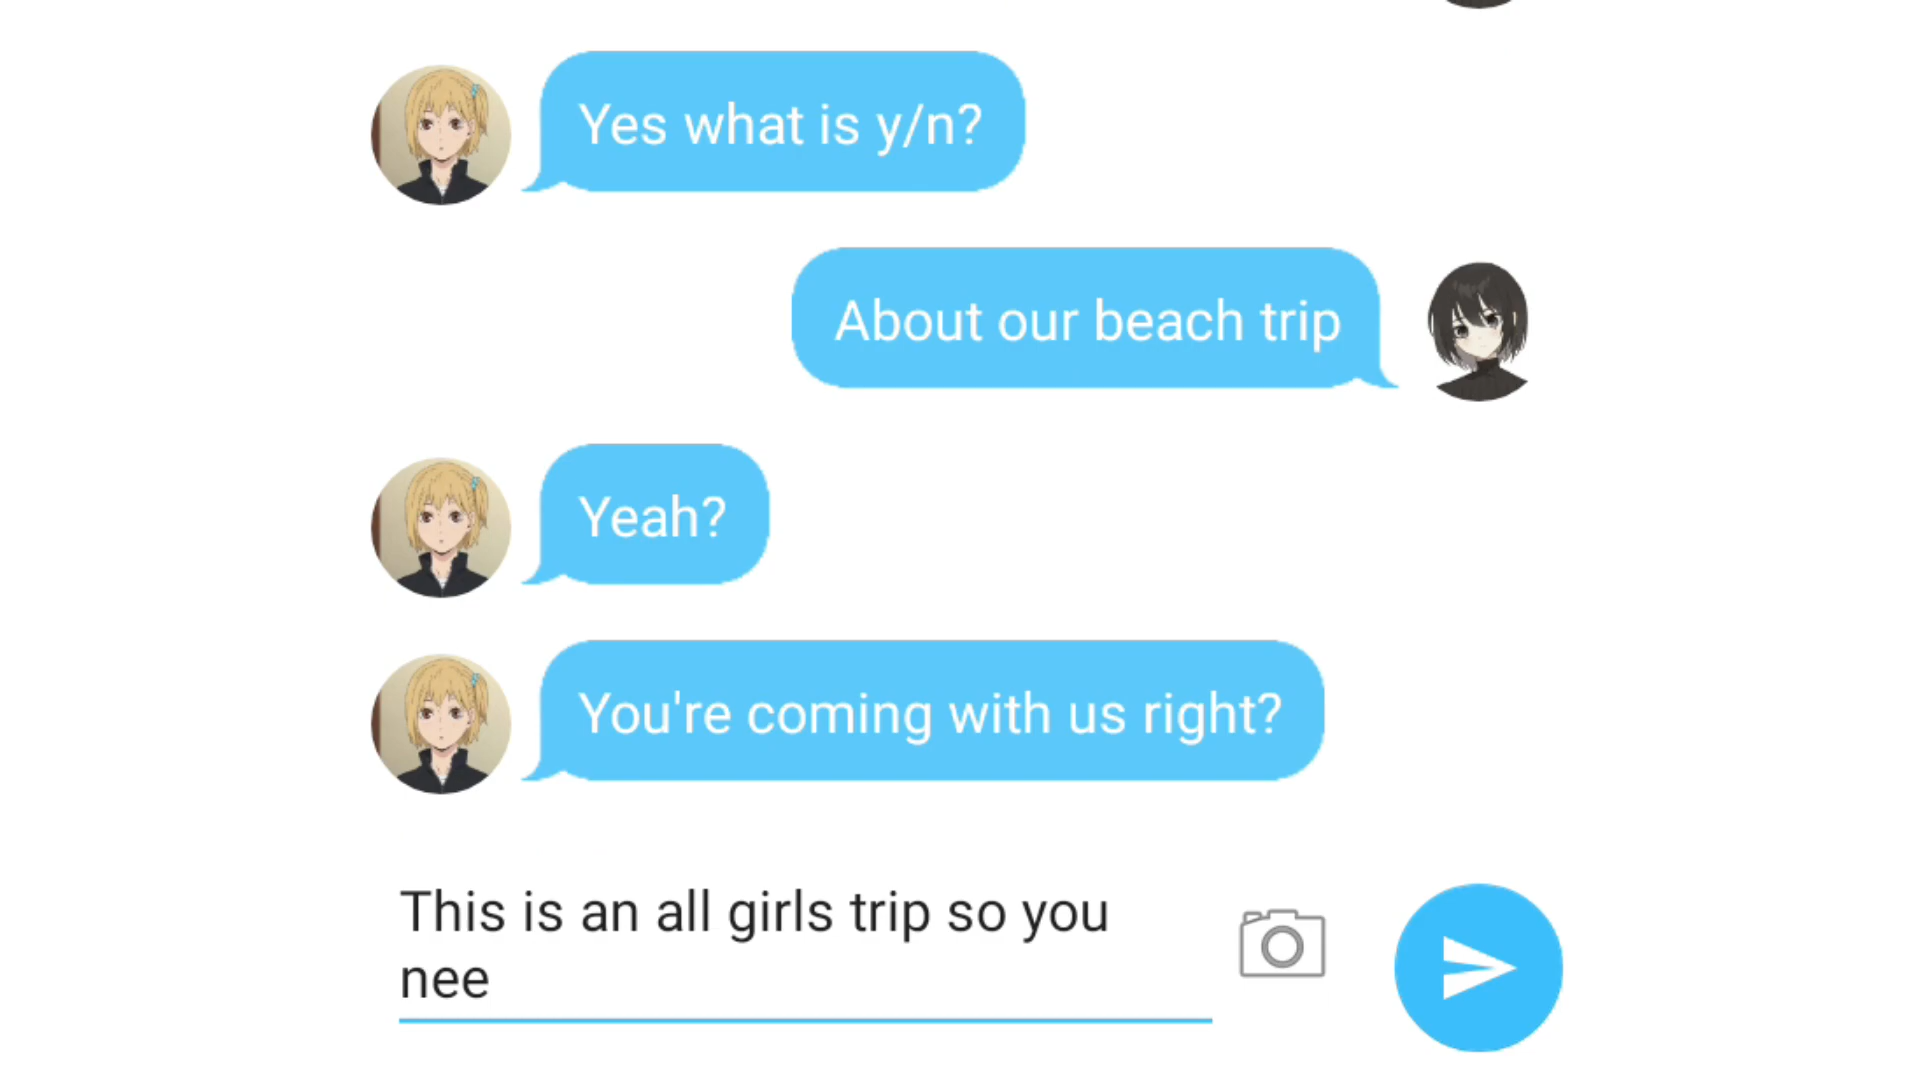 Yes what is y/n?
About our beach trip
Yeah?
You're coming with us right?
This is an all girls trip so you
nee